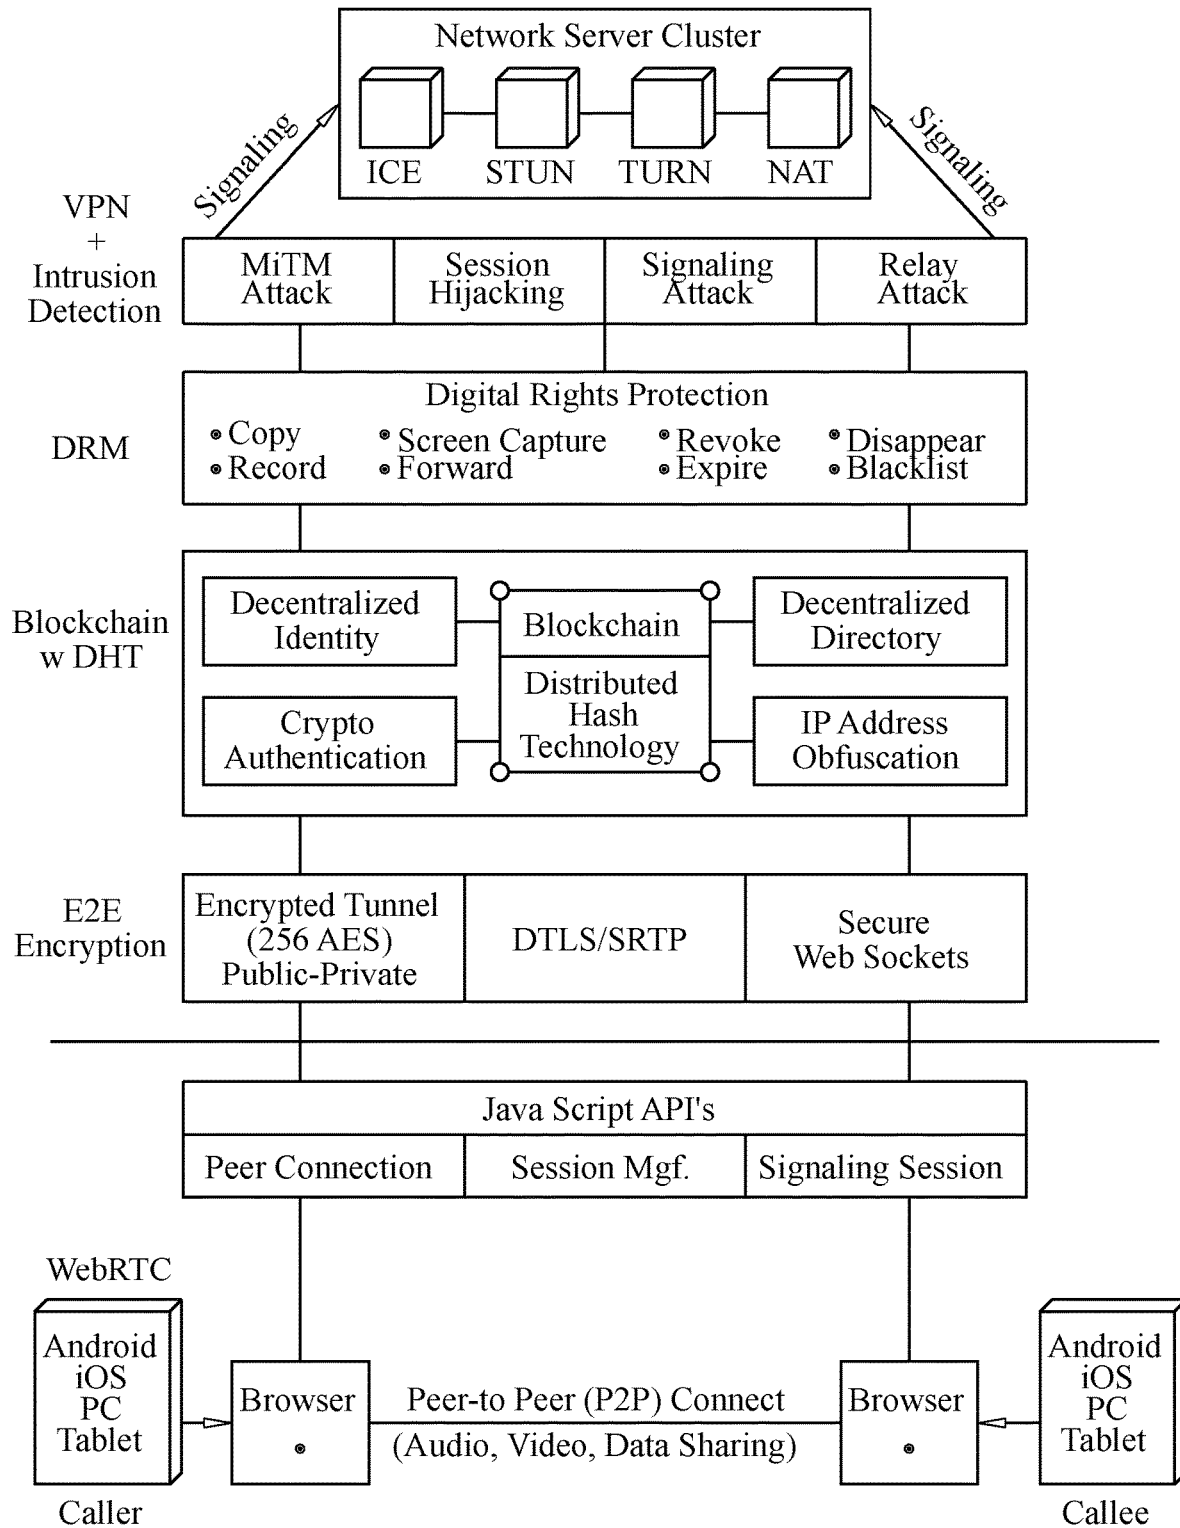 Network Server Cluster
ICE
STUN
TURN
NAT
Signaling
Signaling
VPN
+
Intrusion
Detection
MiTM
Attack
Session
Hijacking
Signaling
Attack
Relay
Attack
DRM
Digital Rights Protection
Copy
Record
Screen Capture
Forward
Revoke
Expire
Disappear
Blacklist
Blockchain
w DHT
Decentralized
Identity
Crypto
Authentication
Blockchain
Distributed
Hash
Technology
Decentralized
Directory
IP Address
Obfuscation
E2E
Encryption
Encrypted Tunnel
(256 AES)
Public-Private
DTLS/SRTP
Secure
Web Sockets
Java Script API's
Peer Connection
Session Mgf.
Signaling Session
WebRTC
Android
iOS
PC
Tablet
Caller
Browser
Peer-to Peer (P2P) Connect
(Audio, Video, Data Sharing)
Browser
Android
iOS
PC
Tablet
Callee